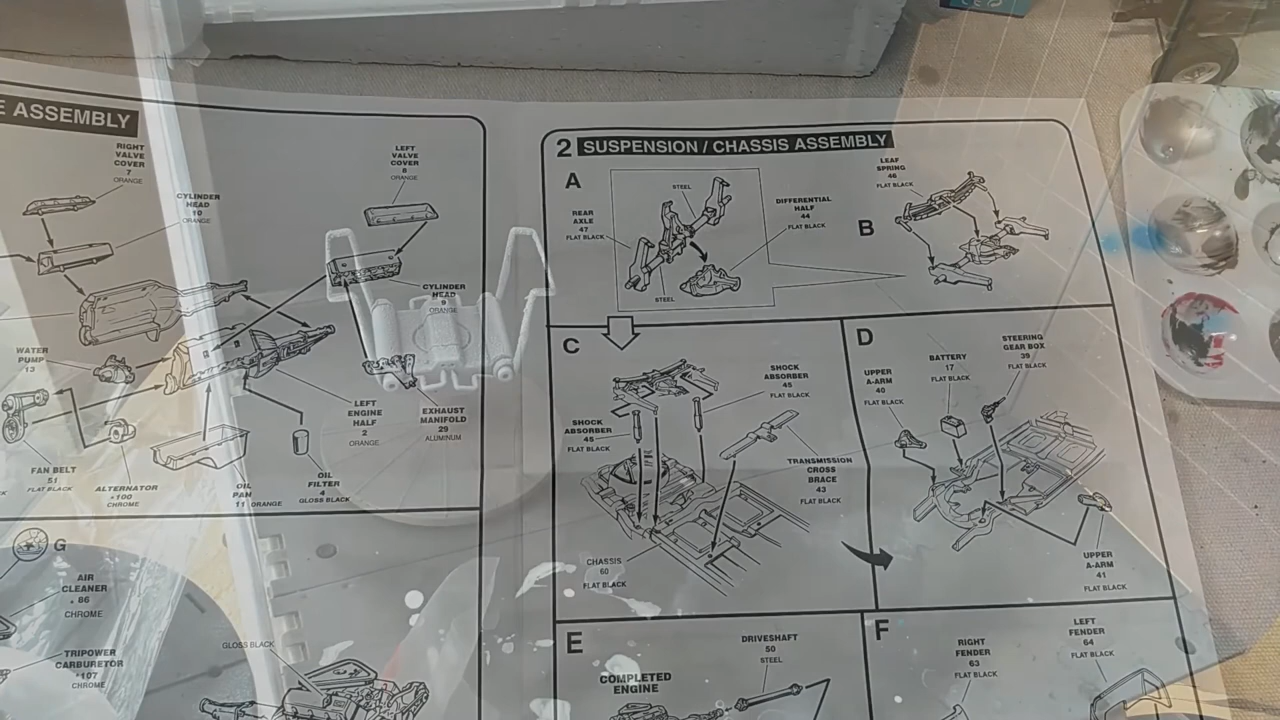 E ASSEMBLY
RIGHT
VALVE
COVER
7
ORANGE
LEFT
VALVE
COVER
8
ORANGE
CYLINDER
HEAD
10
ORANGE
CYLINDER
HEAD
9
ORANGE
WATER
PUMP
13
LEFT
ENGINE
HALF
2
ORANGE
EXHAUST
MANIFOLD
29
ALUMINUM
FAN BELT
51
FLAT BLACK
ALTERNATOR
*100
CHROME
OIL
PAN
11 ORANGE
OIL
FILTER
4
GLOSS BLACK
G
AIR
CLEANER
* 86
CHROME
TRIPOWER
CARBURETOR
*107
CHROME
GLOSS BLACK
2 SUSPENSION / CHASSIS ASSEMBLY
A
REAR
AXLE
47
FLAT BLACK
STEEL
STEEL
DIFFERENTIAL
HALF
44
FLAT BLACK
B
LEAF
SPRING
46
FLAT BLACK
C
SHOCK
ABSORBER
45
FLAT BLACK
SHOCK
ABSORBER
45
FLAT BLACK
TRANSMISSION
CROSS
BRACE
43
FLAT BLACK
CHASSIS
60
FLAT BLACK
D
UPPER
A-ARM
40
FLAT BLACK
BATTERY
17
FLAT BLACK
STEERING
GEAR BOX
39
FLAT BLACK
UPPER
A-ARM
41
FLAT BLACK
E
COMPLETED
ENGINE
DRIVESHAFT
50
STEEL
F
RIGHT
FENDER
63
FLAT BLACK
LEFT
FENDER
64
FLAT BLACK